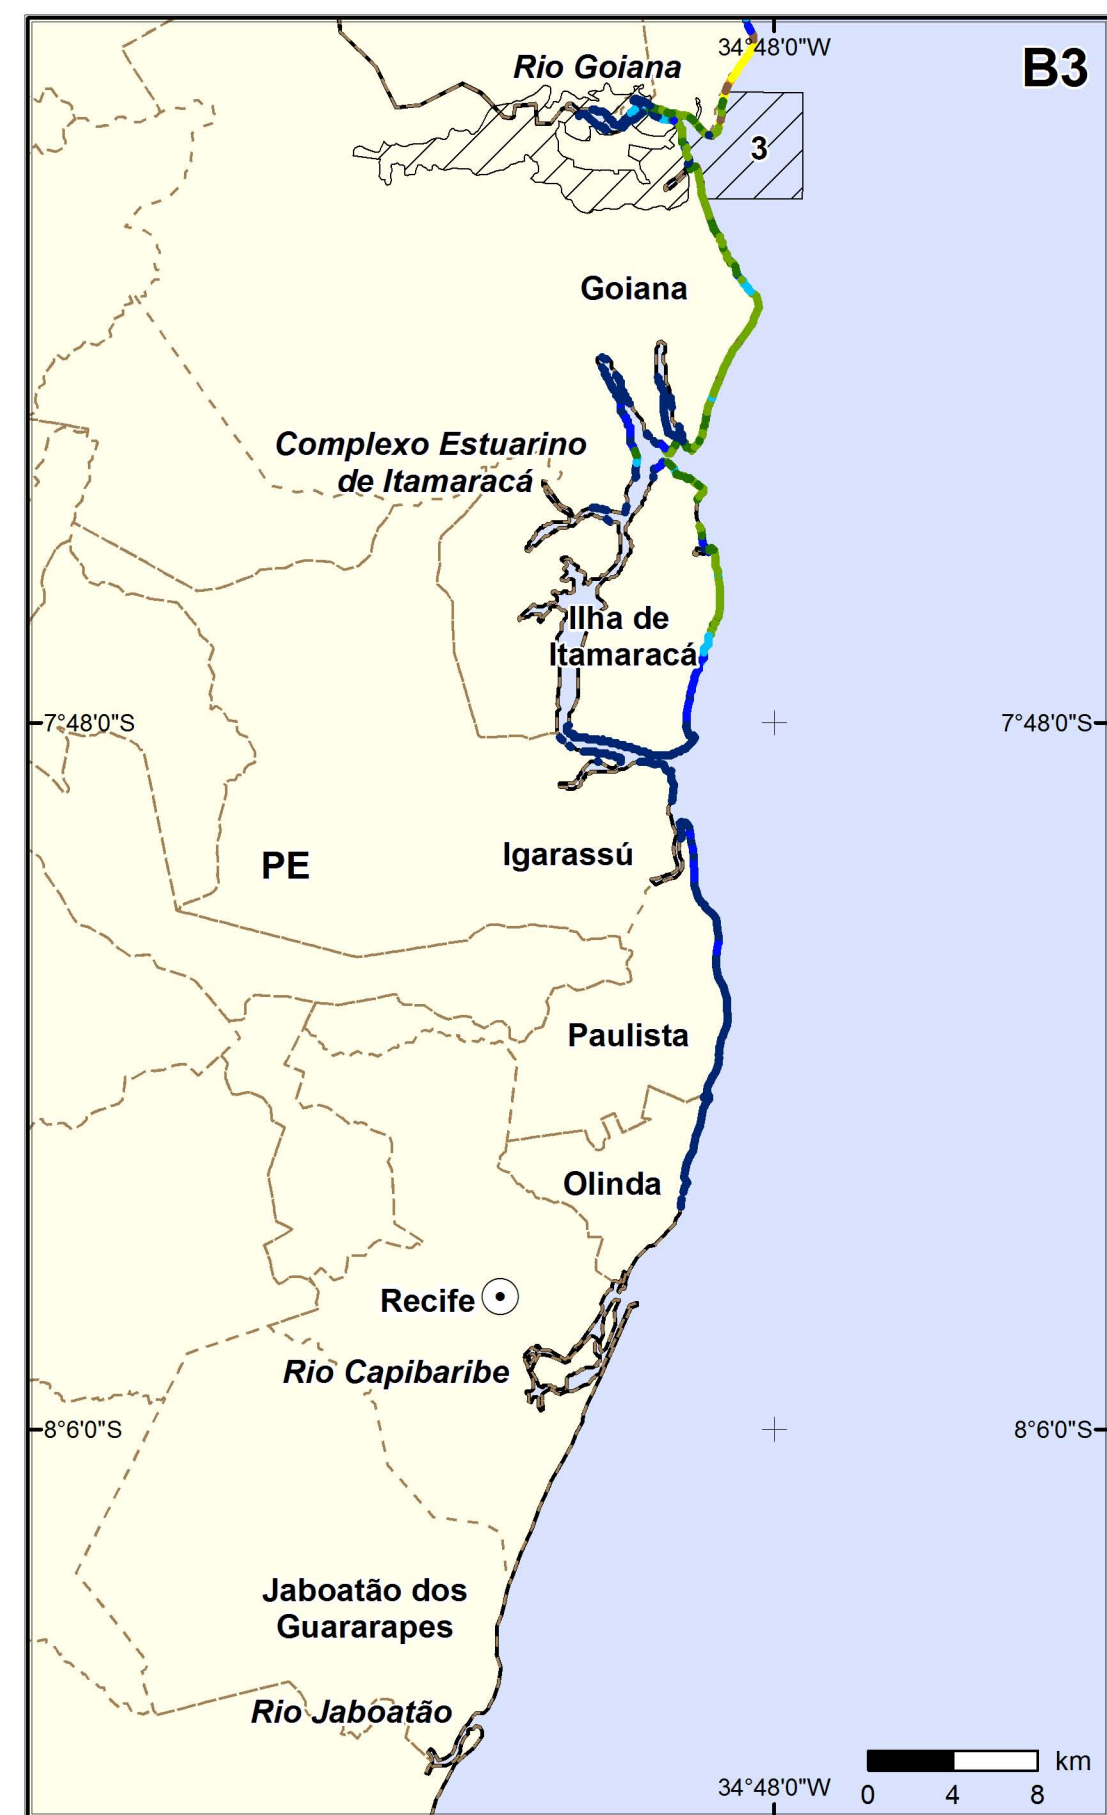 34°48'0"W
B3
Rio Goiana
3
Goiana
Complexo Estuarino
de Itamaracá
Ilha de
Itamaracá
7°48'0"S
7°48'0"S
Igarassú
PE
Paulista
Olinda
Recife
Rio Capibaribe
8°6'0"S
8°6'0"S
Jaboatão dos
Guararapes
Rio Jaboatão
km
34°48'0"W
0 4 8